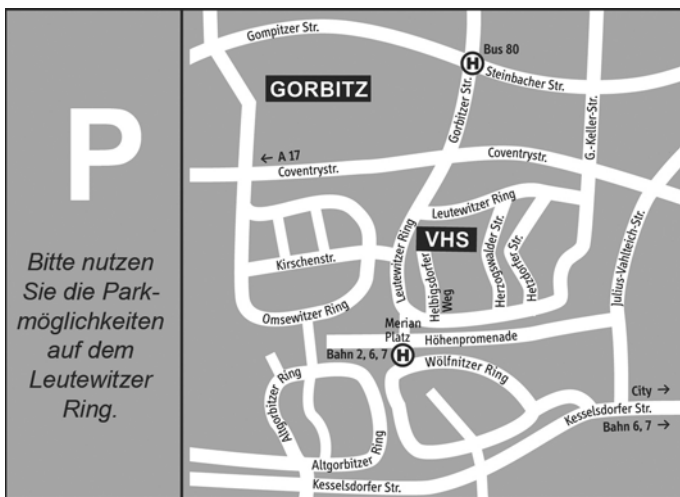 P
Bitte nutzen
Sie die Park-
möglichkeiten
auf dem
Leutewitzer
Ring.
Gompitzer Str.
H
Bus 80
Steinbacher Str.
GORBITZ
Gorbitzer Str.
G.-Keller-Str.
← A 17
Coventrystr.
Coventrystr.
Leutewitzer Ring
Leutewitzer Ring
VHS
Herzogswalder Str.
Hetzdorfer Str.
Julius-Vahlteich-Str.
Kirschenstr.
Helbigsdorfer
Weg
Omsewitzer Ring
Merian
Platz
Höhenpromenade
Bahn 2, 6, 7
H
Wölfnitzer Ring
Altgorbitzer Ring
City →
Kesselsdorfer Str.
Bahn 6, 7 →
Altgorbitzer Ring
Kesselsdorfer Str.